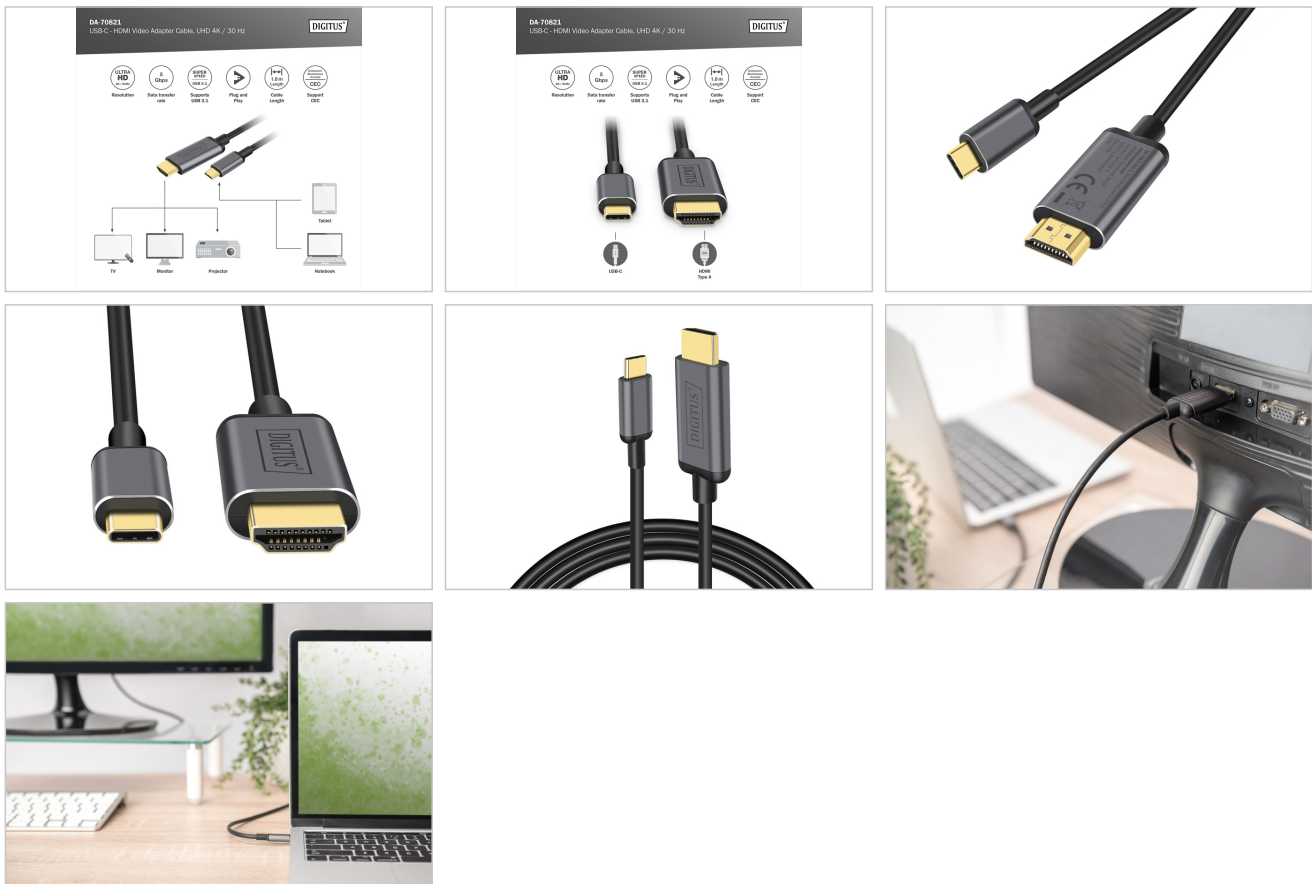 DA-70821
USB-C - HDMI Video Adapter Cable, UHD 4K / 30 Hz
DIGITUS®
ULTRA
HD
Resolution
5
Gbps
Data transfer
rate
SUPER
SPEED
USB 3.1
Supports
USB 3.1
Plug and
Play
1.8 m
Length
Cable
Length
CEC
Support
CEC
Tablet
TV
Monitor
Projector
Notebook
DA-70821
USB-C - HDMI Video Adapter Cable, UHD 4K / 30 Hz
DIGITUS®
ULTRA
HD
Resolution
5
Gbps
Data transfer
rate
SUPER
SPEED
USB 3.1
Supports
USB 3.1
Plug and
Play
1.8 m
Length
Cable
Length
CEC
Support
CEC
DIGITUS
USB-C
HDMI
Type A
CE
DIGITUS®
DIGITUS®
DIGITUS